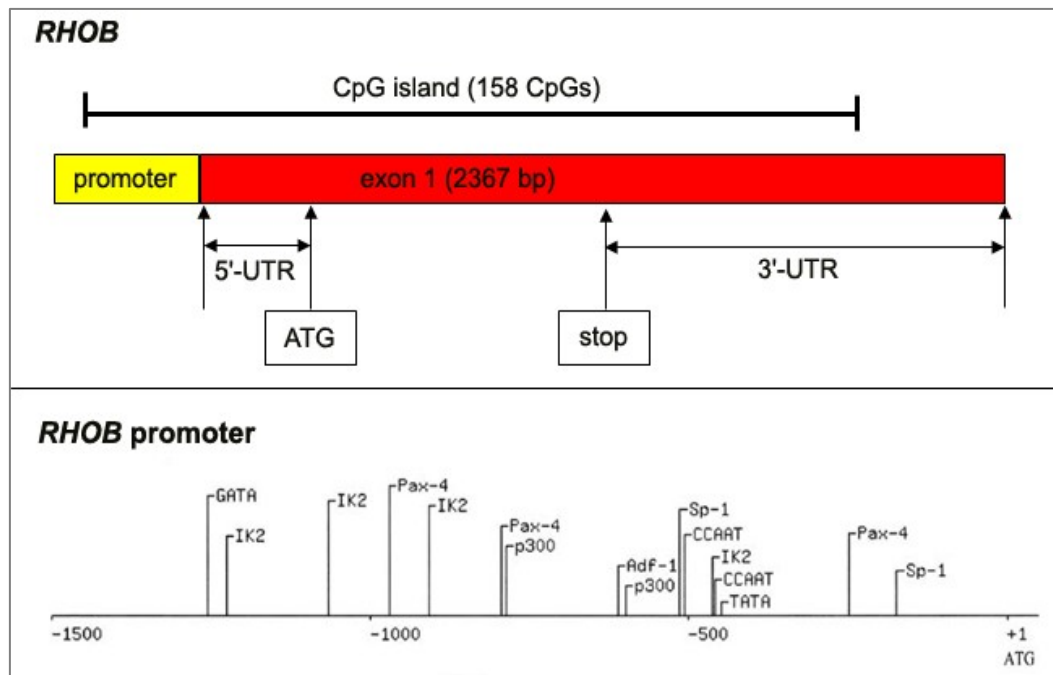 RHOB
CpG island (158 CpGs)
promoter
exon 1 (2367 bp)
5'-UTR
3'-UTR
ATG
stop
RHOB promoter
GATA
IK2
IK2
Pax-4
IK2
Pax-4
p300
Adf-1
p300
Sp-1
CCAAT
IK2
CCAAT
TATA
Pax-4
Sp-1
-1500
-1000
-500
+1
ATG